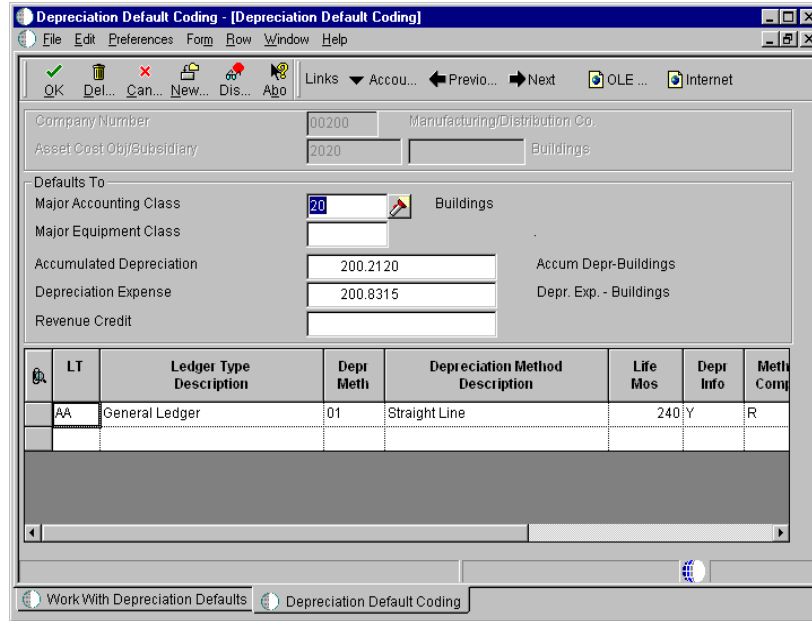 Depreciation Default Coding - [Depreciation Default Coding]
File Edit Preferences Form Row Window Help
OK Del... Can... New... Dis... Abo Links Accou... Previo... Next OLE ... Internet
Company Number 00200 Manufacturing/Distribution Co.
Asset Cost Obj/Subsidiary 2020 Buildings
Defaults To
Major Accounting Class 20 Buildings
Major Equipment Class .
Accumulated Depreciation 200.2120 Accum Depr-Buildings
Depreciation Expense 200.8315 Depr. Exp. - Buildings
Revenue Credit
LT Ledger Type Description Depr Meth Depreciation Method Description Life Mos Depr Info Meth Comp
AA General Ledger 01 Straight Line 240 Y R
Work With Depreciation Defaults Depreciation Default Coding